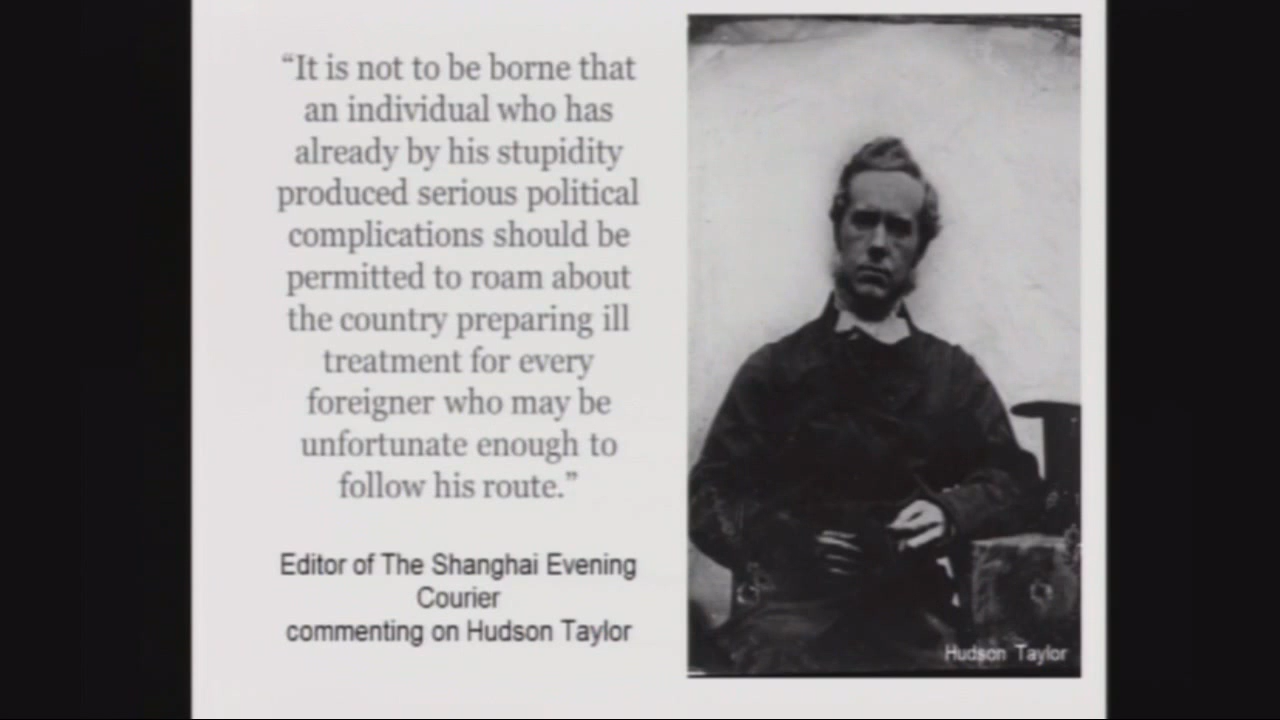 “It is not to be borne that
an individual who has
already by his stupidity
produced serious political
complications should be
permitted to roam about
the country preparing ill
treatment for every
foreigner who may be
unfortunate enough to
follow his route.”
Editor of The Shanghai Evening
Courier
commenting on Hudson Taylor
Hudson Taylor